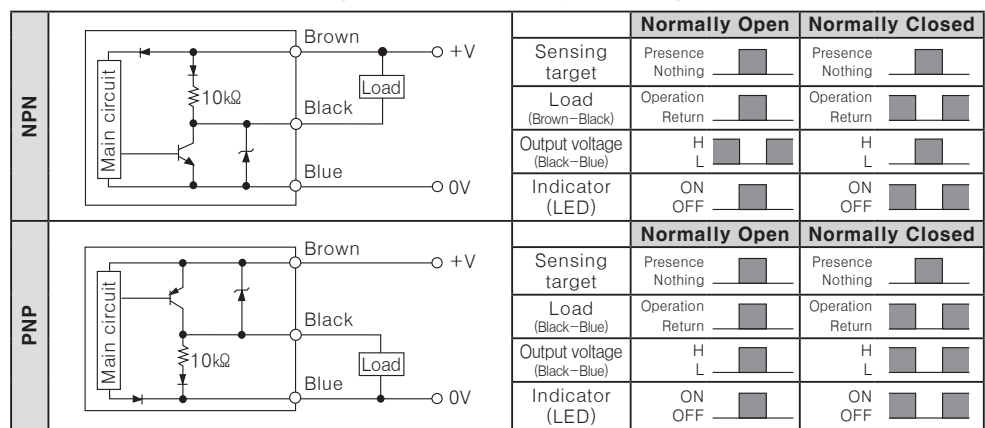 NPN
Main circuit
10kΩ
Brown
+V
Load
Black
Blue
0V
Normally Open Normally Closed
Sensing
target
Presence
Nothing
Presence
Nothing
Load
(Brown-Black)
Operation
Return
Operation
Return
Output voltage
(Black-Blue)
H
L
H
L
Indicator
(LED)
ON
OFF
ON
OFF
PNP
Main circuit
10kΩ
Brown
+V
Black
Load
Blue
0V
Normally Open Normally Closed
Sensing
target
Presence
Nothing
Presence
Nothing
Load
(Black-Blue)
Operation
Return
Operation
Return
Output voltage
(Black-Blue)
H
L
H
L
Indicator
(LED)
ON
OFF
ON
OFF